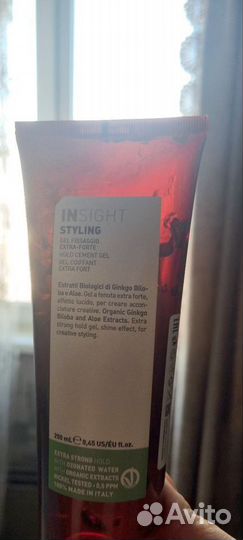 INSIGHT
STYLING
GEL FISSAGGIO
EXTRA-FORTE
HOLD CEMENT GEL
GEL COIFFANT
EXTRA FORT
Estratti Biologici di Ginkgo Bilo-
ba e Aloe. Gel a tenuta extra forte,
effetto lucido, per creare accon-
ciature creative. Organic Ginkgo
Biloba and Aloe Extracts. Extra
strong hold gel, shine effect, for
creative styling.
250 mL ℮ 8,45 US/EU fl.oz.
EXTRA STRONG HOLD
WITH OZONATED WATER
WITH ORGANIC EXTRACTS
NICKEL TESTED < 0,5 PPM
100% MADE IN ITALY
Avito